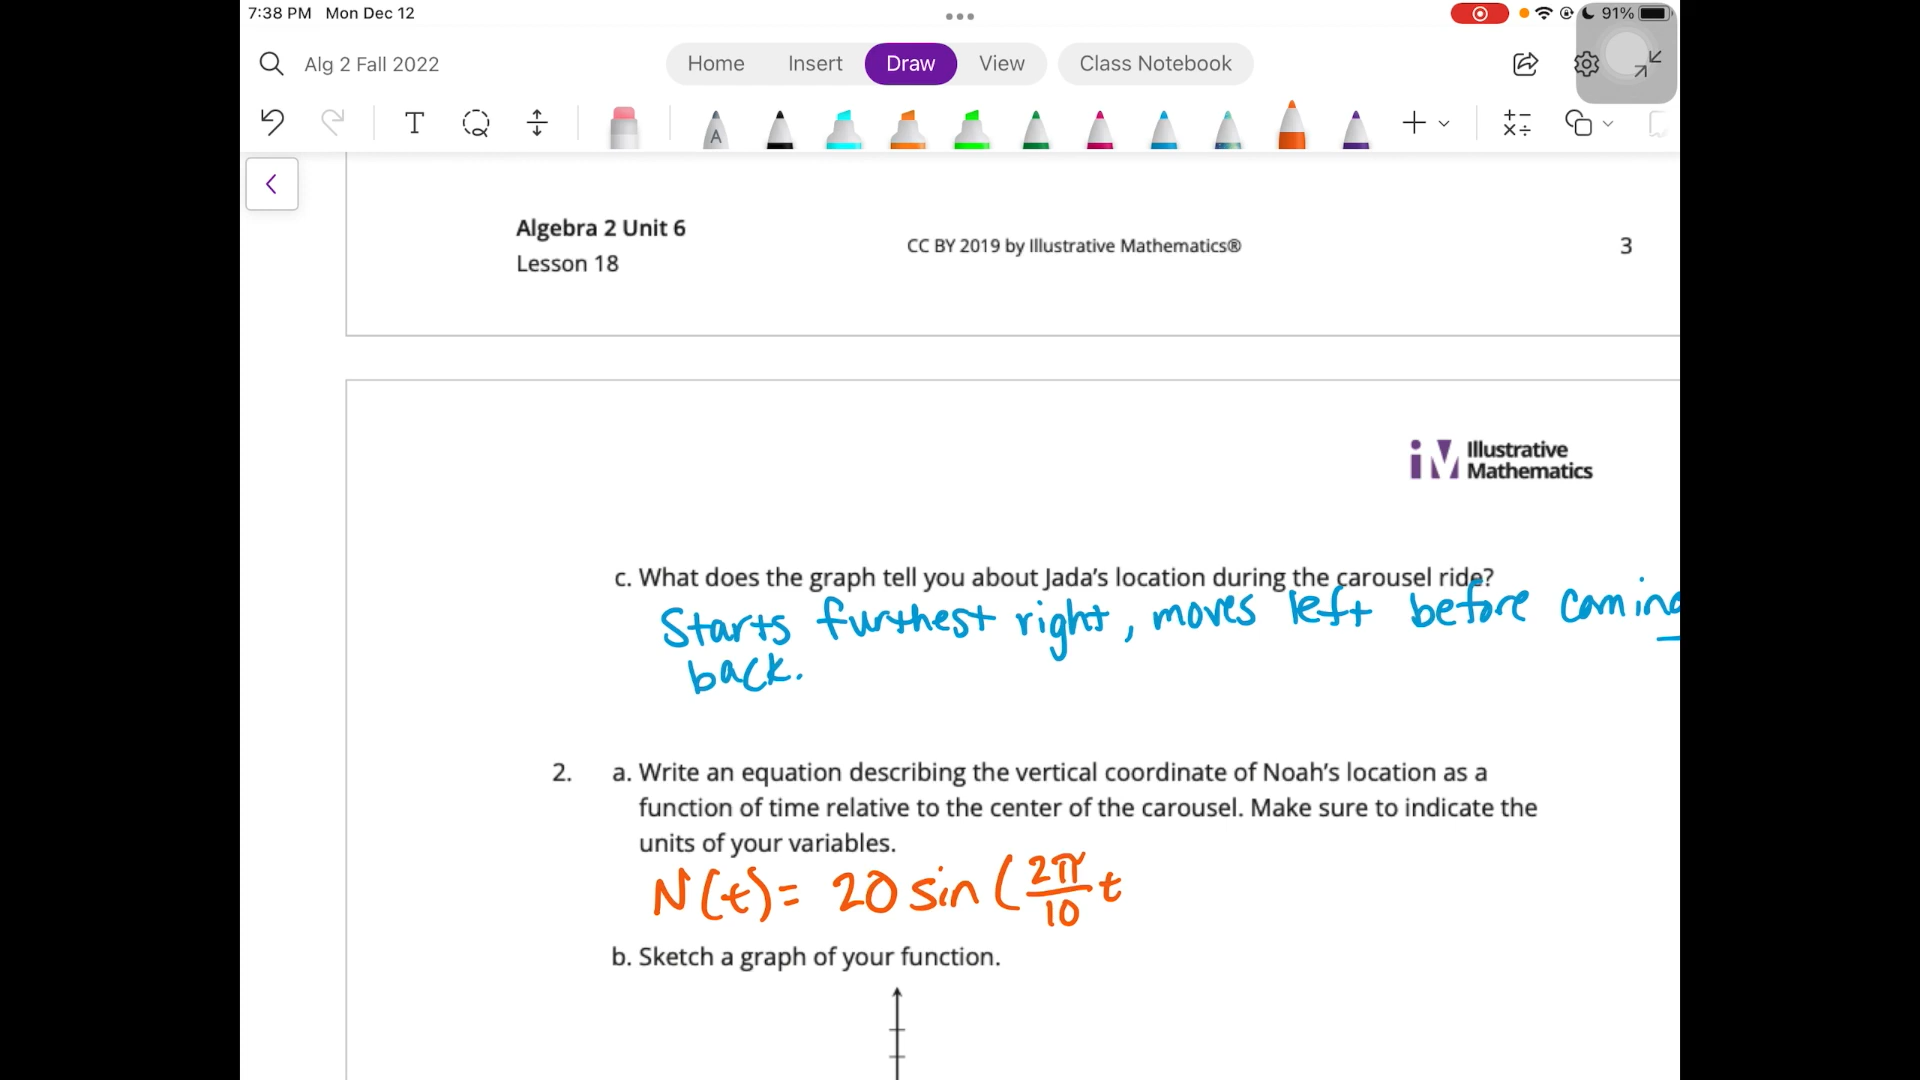 7:38 PM Mon Dec 12
91%
Alg 2 Fall 2022
Home Insert Draw View Class Notebook
T
A
Algebra 2 Unit 6
CC BY 2019 by Illustrative Mathematics®
3
Lesson 18
Illustrative
Mathematics
c. What does the graph tell you about Jada's location during the carousel ride?
Starts furthest right, moves left before coming
back.
2. a. Write an equation describing the vertical coordinate of Noah's location as a
function of time relative to the center of the carousel. Make sure to indicate the
units of your variables.
N(t) = 20 sin (2π/10 t
b. Sketch a graph of your function.